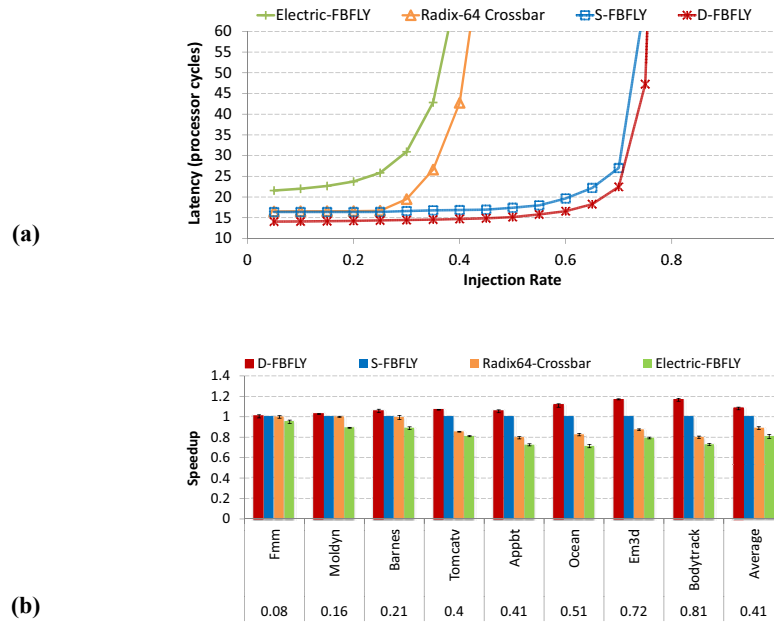 Electric-FBFLY Radix-64 Crossbar S-FBFLY D-FBFLY
Latency (processor cycles)
60
55
50
45
40
35
30
25
20
15
10
0 0.2 0.4 0.6 0.8
Injection Rate
(a)
D-FBFLY S-FBFLY Radix64-Crossbar Electric-FBFLY
Speedup
1.4
1.2
1
0.8
0.6
0.4
0.2
0
Fmm
Moldyn
Barnes
Tomcatv
Appbt
Ocean
Em3d
Bodytrack
Average
0.08 0.16 0.21 0.4 0.41 0.51 0.72 0.81 0.41
(b)